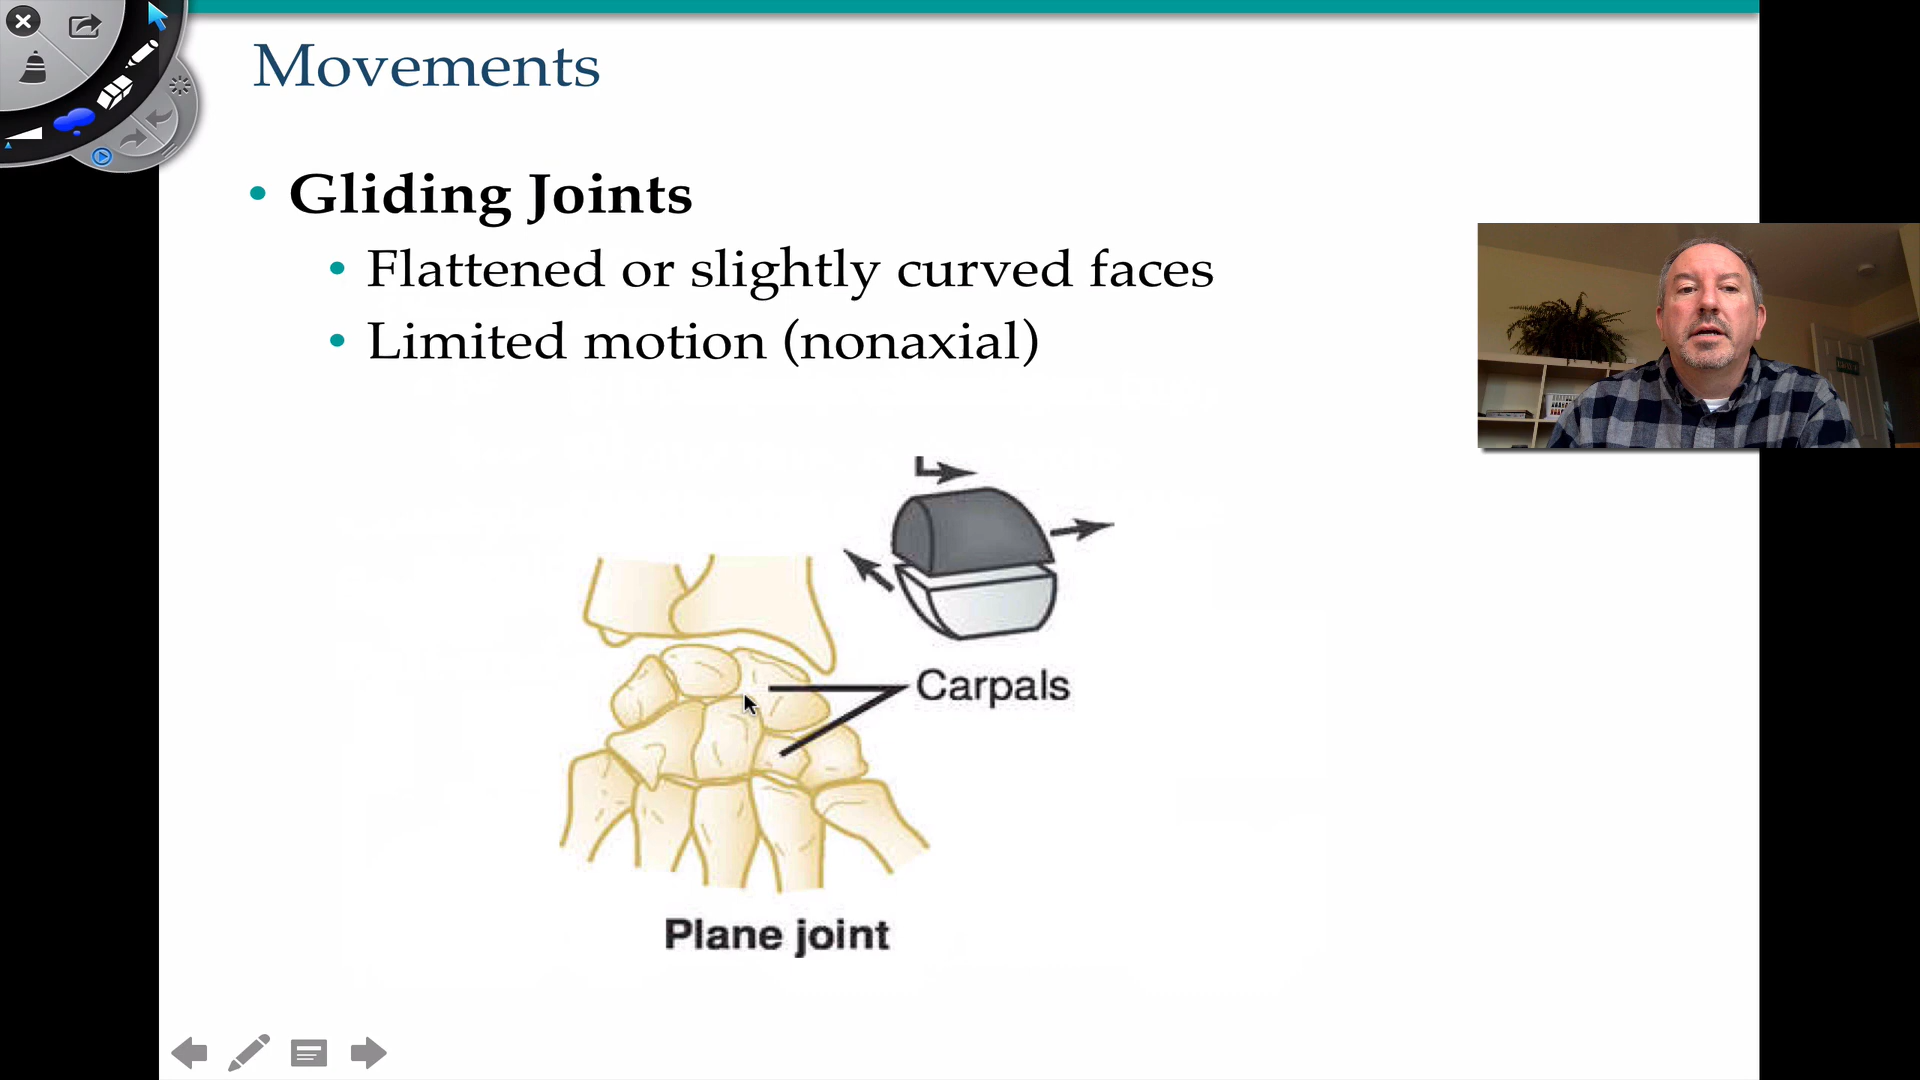 Movements
• Gliding Joints
• Flattened or slightly curved faces
• Limited motion (nonaxial)
Carpals
Plane joint